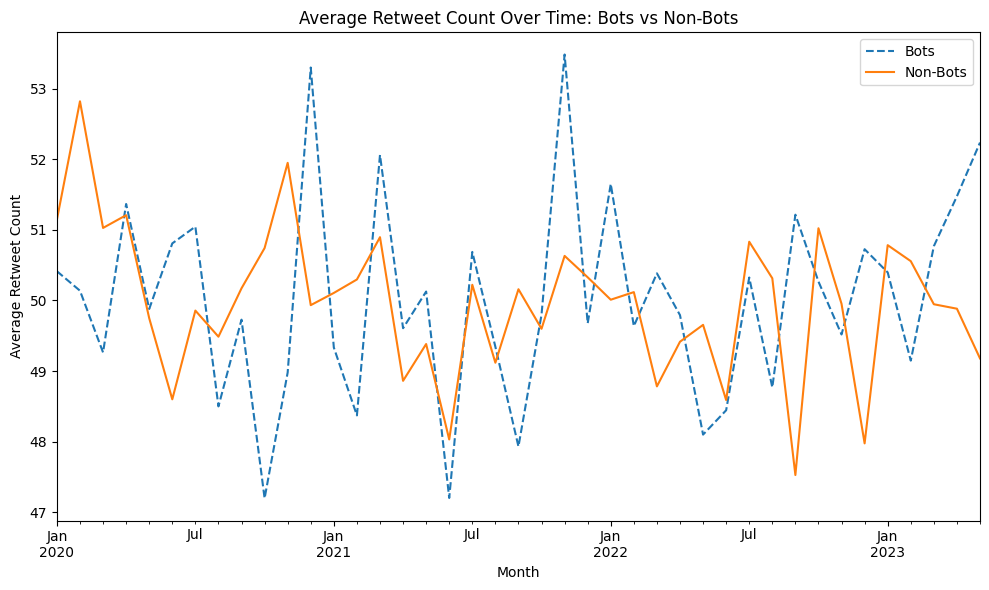 Average Retweet Count Over Time: Bots vs Non-Bots
Bots
Non-Bots
Average Retweet Count
53
52
51
50
49
48
47
Jan
2020
Jul
Jan
2021
Jul
Jan
2022
Jul
Jan
2023
Month